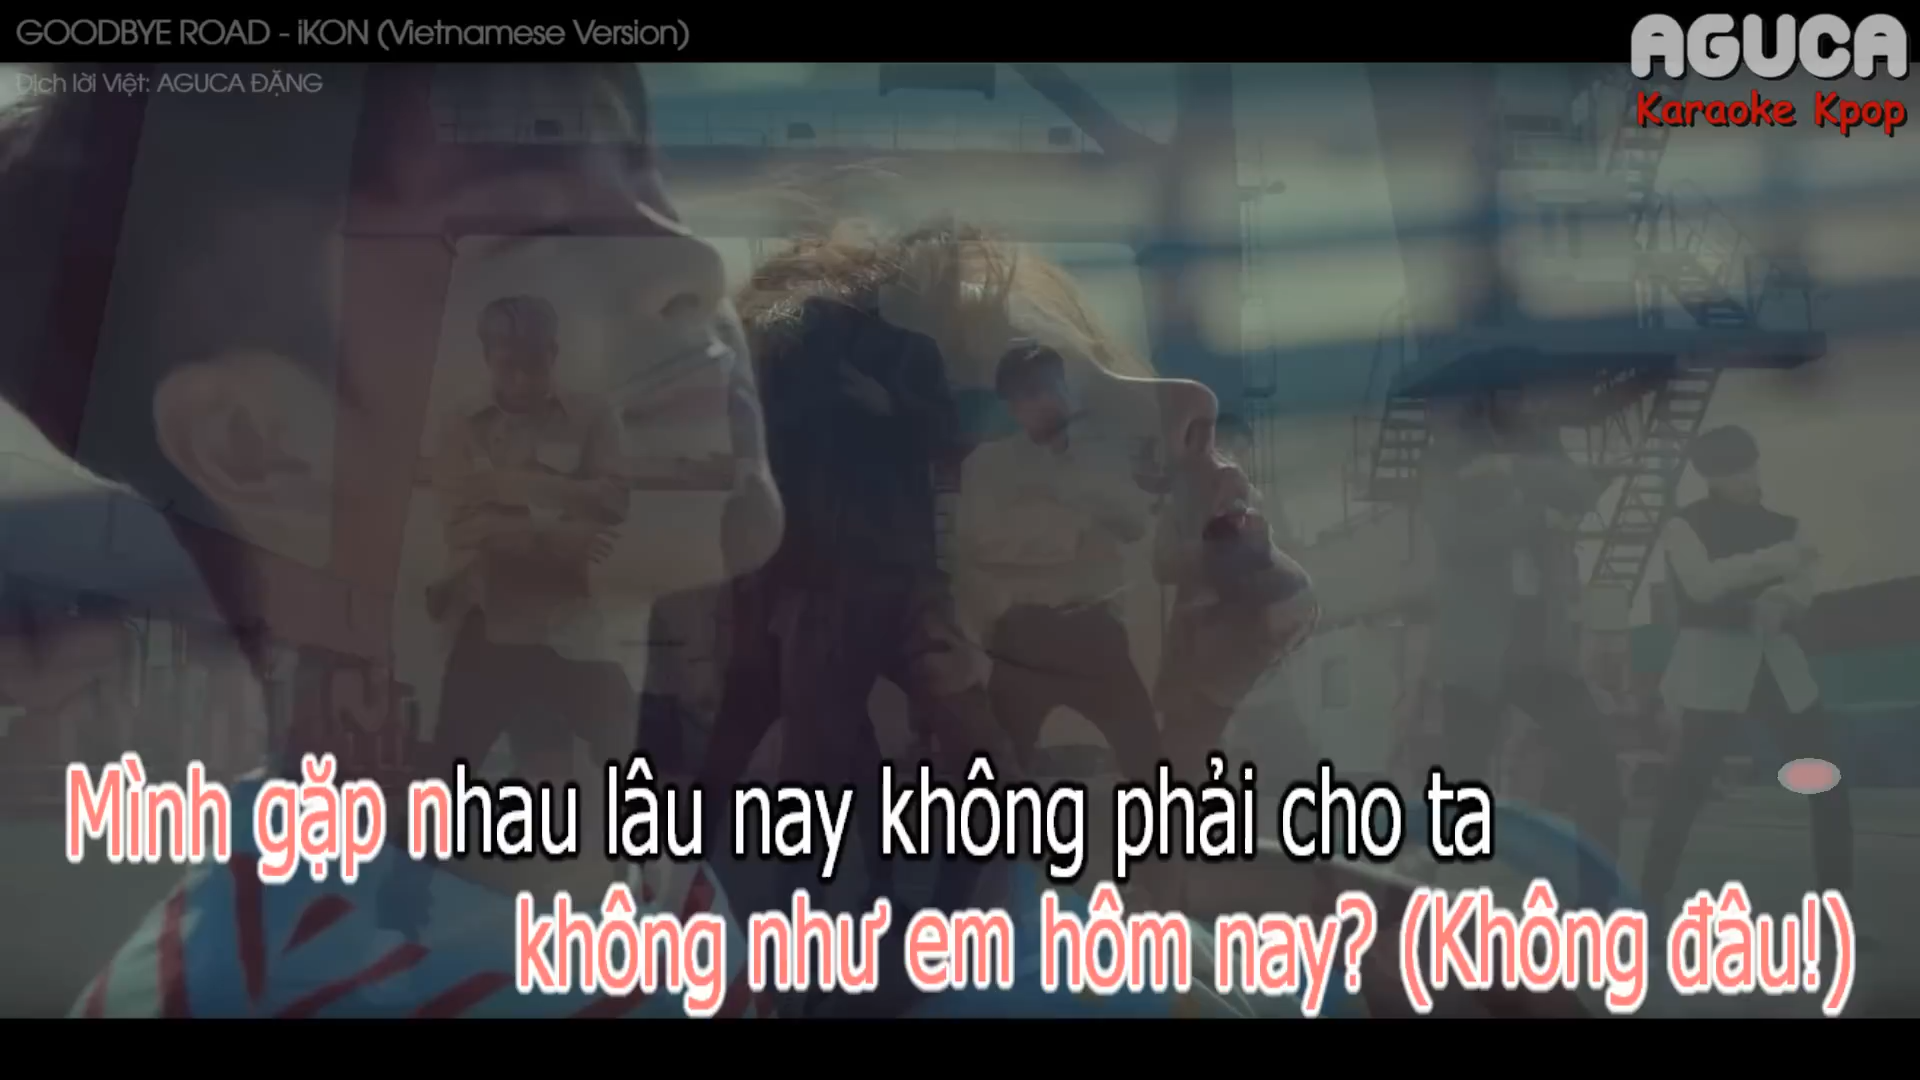 GOODBYE ROAD - iKON (Vietnamese Version)
AGUCA
Karaoke Kpop
Dịch lời Việt: AGUCA ĐẶNG
Mình gặp nhau lâu nay không phải cho ta
không như em hôm nay? (Không đâu!)